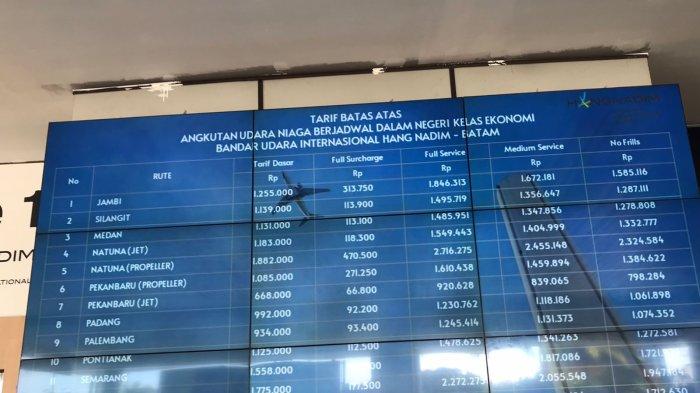 TARIF BATAS ATAS
ANGKUTAN UDARA NIAGA BERJADWAL DALAM NEGERI KELAS EKONOMI
BANDAR UDARA INTERNASIONAL HANG NADIM - BATAM
HANGNADIM
No RUTE Tarif Dasar Full Surcharge Full Service Medium Service No Frills
Rp Rp Rp Rp Rp
1 JAMBI 1.255.000 313.750 1.846.313 1.672.181 1.585.116
2 SILANGIT 1.139.000 113.900 1.495.719 1.356.647 1.287.111
3 MEDAN 1.131.000 113.100 1.485.951 1.347.856 1.278.808
4 NATUNA (JET) 1.183.000 118.300 1.549.443 1.404.999 1.332.777
5 NATUNA (PROPELLER) 1.882.000 470.500 2.716.275 2.455.148 2.324.584
6 PEKANBARU (PROPELLER) 1.085.000 271.250 1.610.438 1.459.894 1.384.622
7 PEKANBARU (JET) 668.000 66.800 920.628 839.065 798.284
8 PADANG 992.000 92.200 1.230.762 1.118.186 1.061.898
9 PALEMBANG 934.000 93.400 1.245.414 1.131.373 1.074.352
10 PONTIANAK 1.125.000 112.500 1.478.625 1.341.263 1.272.581
11 SEMARANG 1.558.000 1.817.086
1.775.000 177.500 2.272.275 2.055.548
NADIM